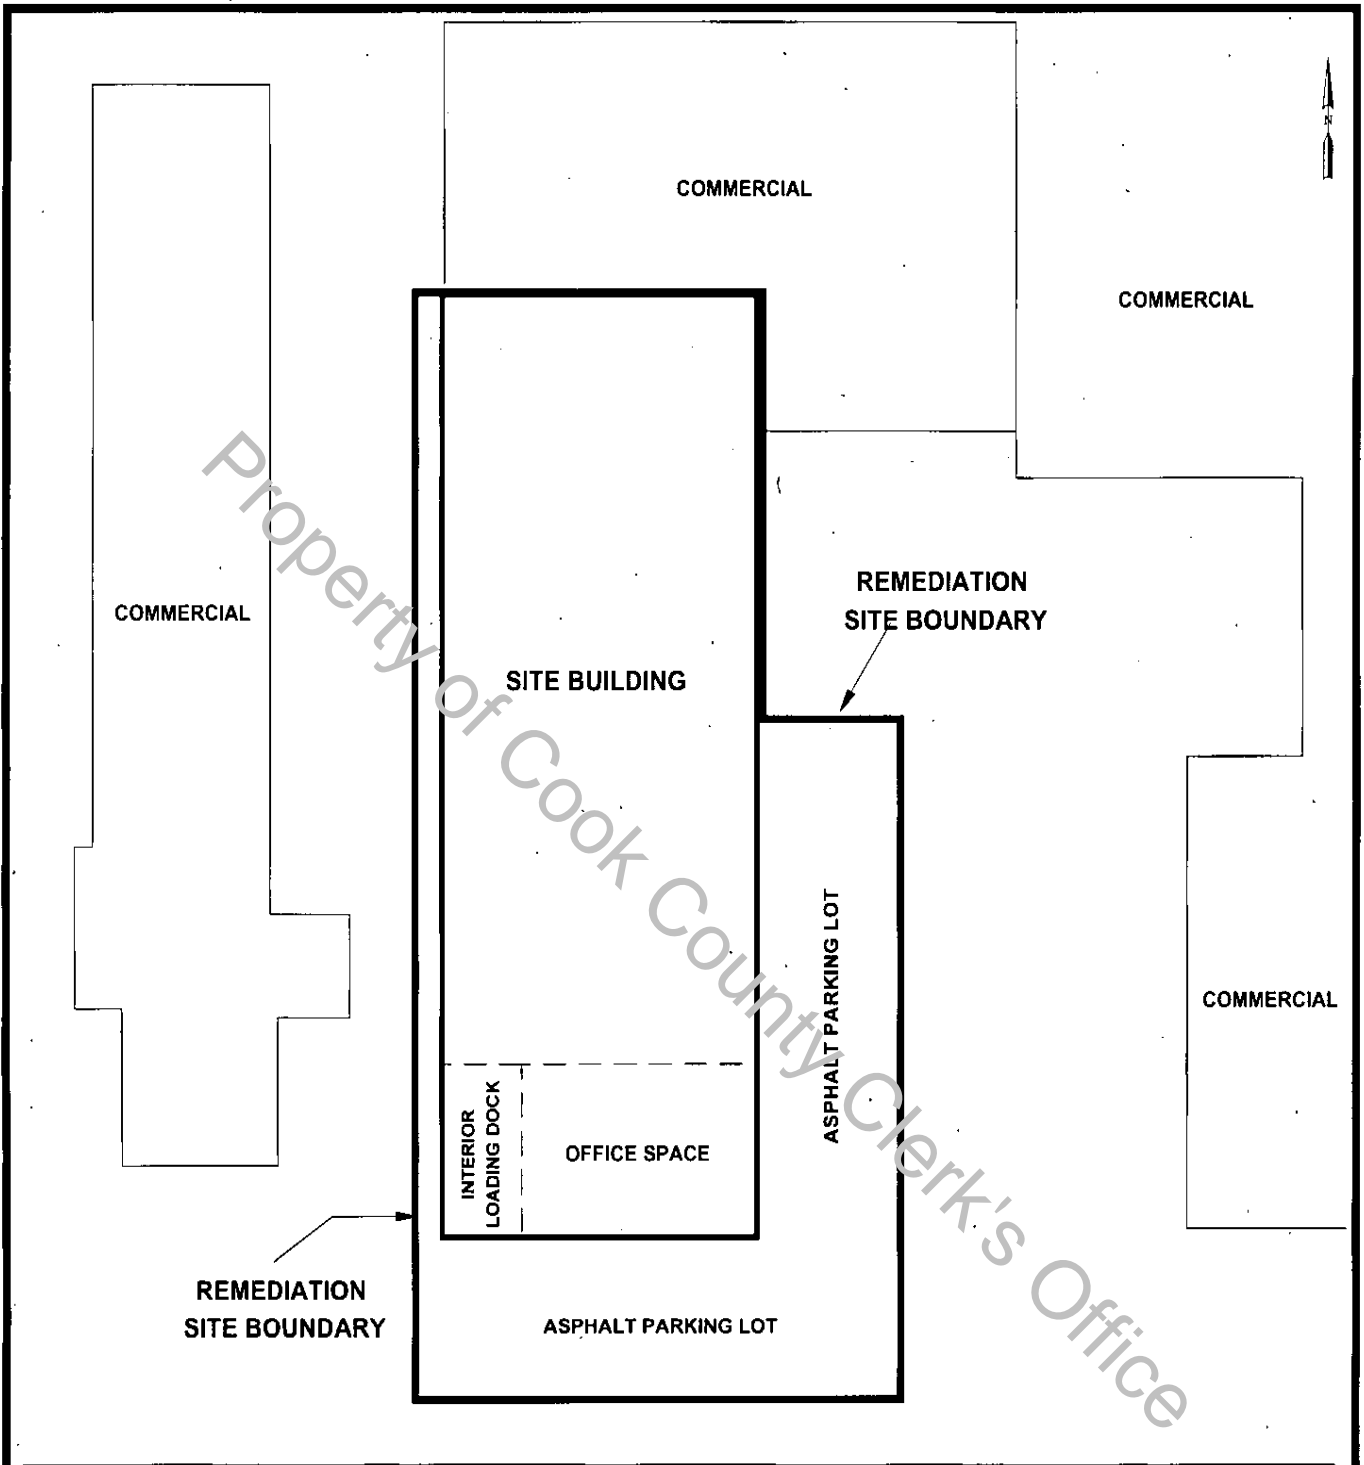 N
COMMERCIAL
COMMERCIAL
COMMERCIAL
REMEDIATION
SITE BOUNDARY
SITE BUILDING
ASPHALT PARKING LOT
COMMERCIAL
INTERIOR
LOADING DOCK
OFFICE SPACE
REMEDIATION
SITE BOUNDARY
ASPHALT PARKING LOT
Property of Cook County Clerk's Office